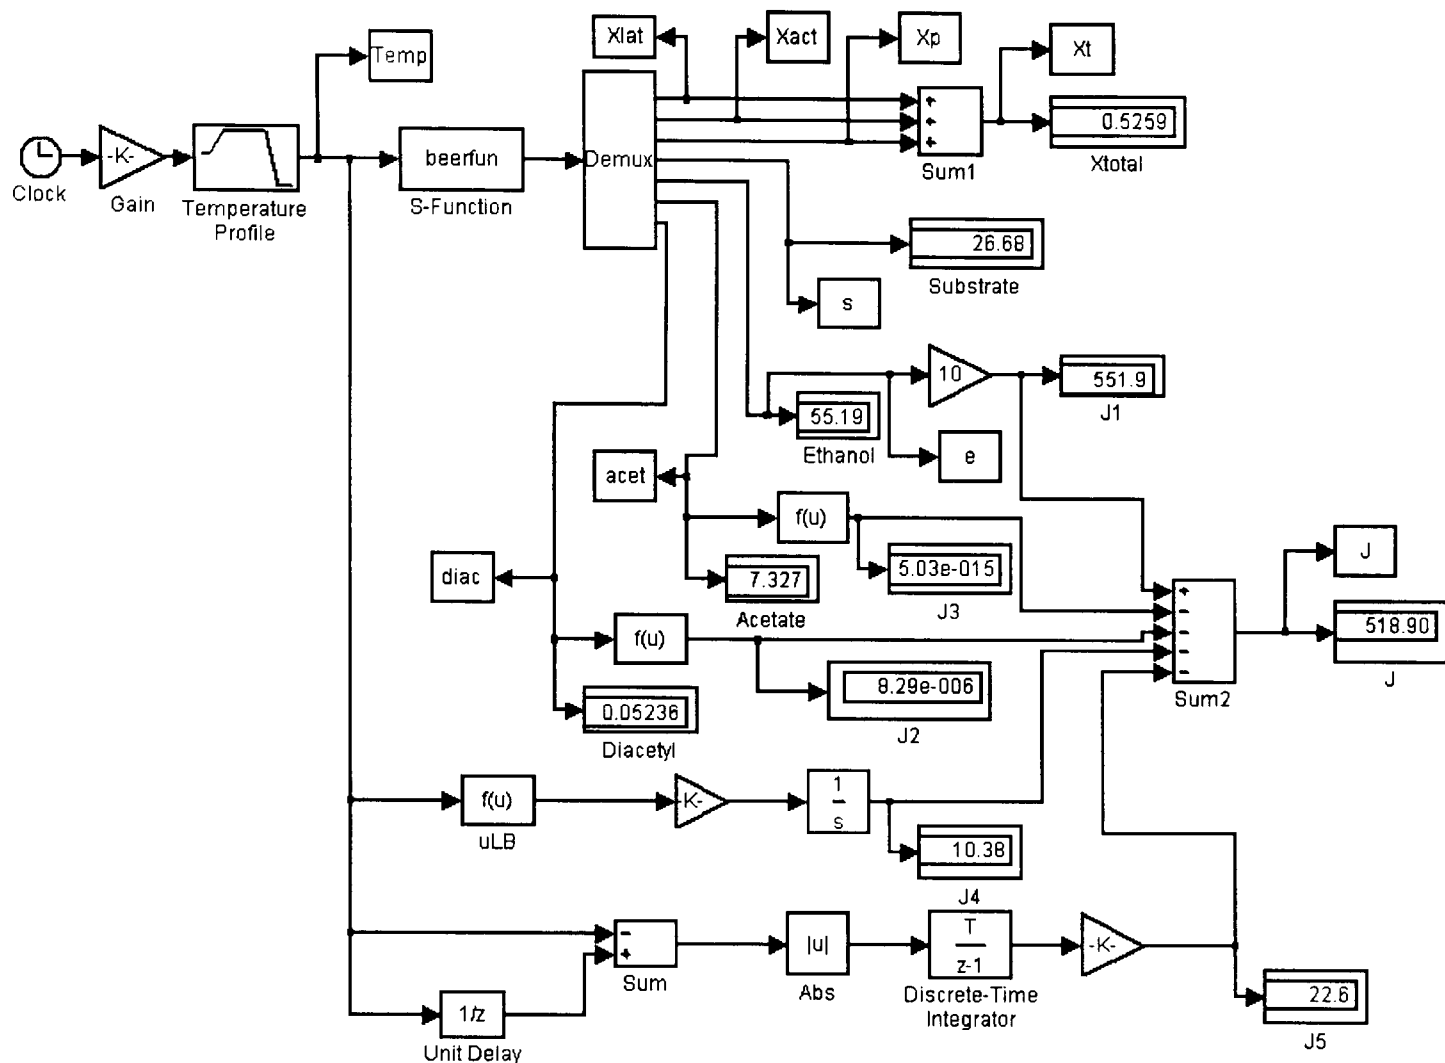 Xlat
Xact
Xp
Xt
Temp
+
+
+
0.5259
Clock
-K-
Gain
Temperature
Profile
beerfun
S-Function
Demux
Sum1
Xtotal
26.68
Substrate
s
10
551.9
J1
55.19
Ethanol
e
acet
f(u)
5.03e-015
J3
7.327
Acetate
J
diac
f(u)
8.29e-006
J2
+
-
-
-
-
Sum2
518.90
J
0.05236
Diacetyl
f(u)
uLB
-K-
1
s
10.38
J4
-
+
Sum
|u|
Abs
T
z-1
Discrete-Time
Integrator
-K-
22.6
J5
1/z
Unit Delay